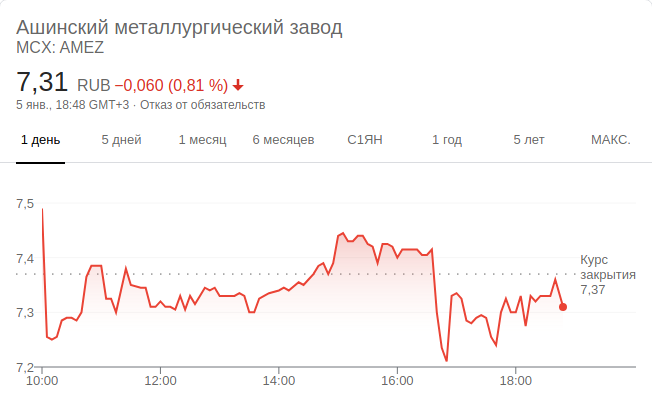 Ашинский металлургический завод
MCX: AMEZ
7,31 RUB −0,060 (0,81 %)
5 янв., 18:48 GMT+3 · Отказ от обязательств
1 день 5 дней 1 месяц 6 месяцев С1ЯН 1 год 5 лет МАКС.
7,5
7,4
7,3
7,2
Курс
закрытия
7,37
10:00 12:00 14:00 16:00 18:00